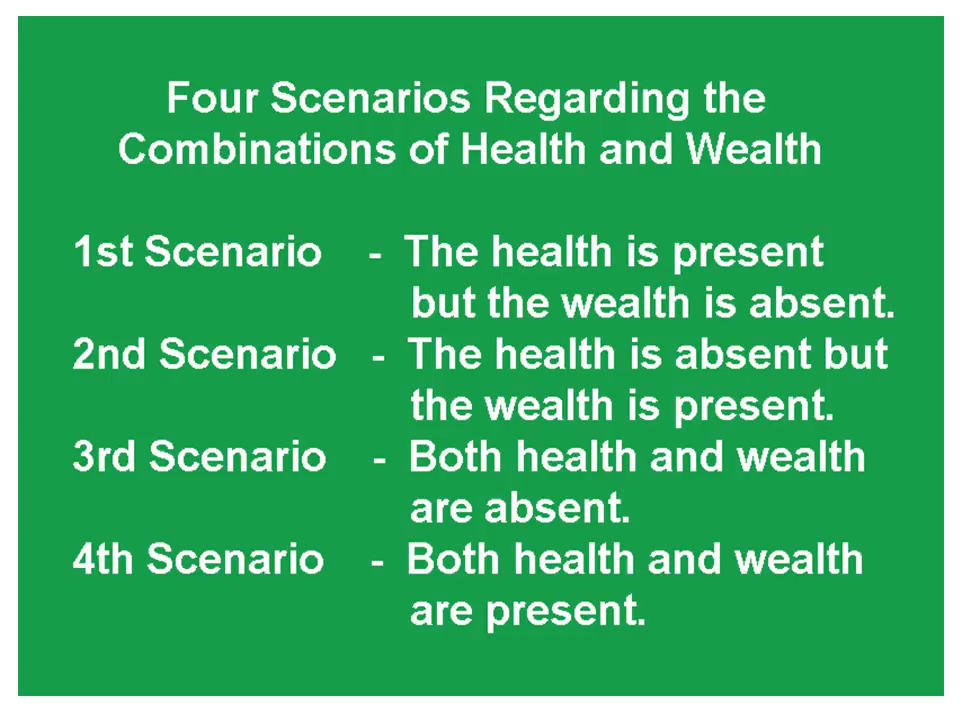 Four Scenarios Regarding the
Combinations of Health and Wealth
1st Scenario - The health is present
but the wealth is absent.
2nd Scenario - The health is absent but
the wealth is present.
3rd Scenario - Both health and wealth
are absent.
4th Scenario - Both health and wealth
are present.